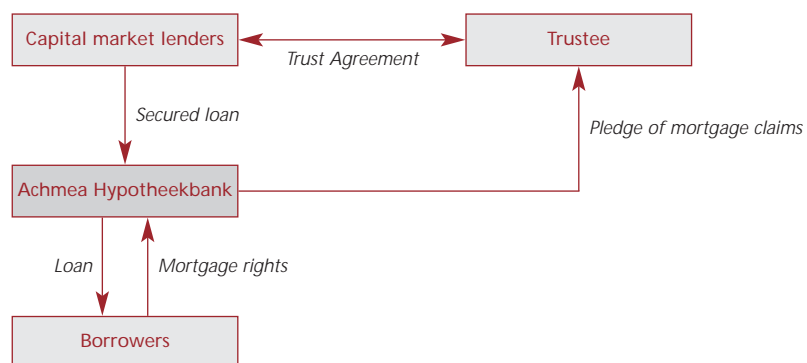 Capital market lenders
Trustee
Trust Agreement
Secured loan
Pledge of mortgage claims
Achmea Hypotheekbank
Loan
Mortgage rights
Borrowers